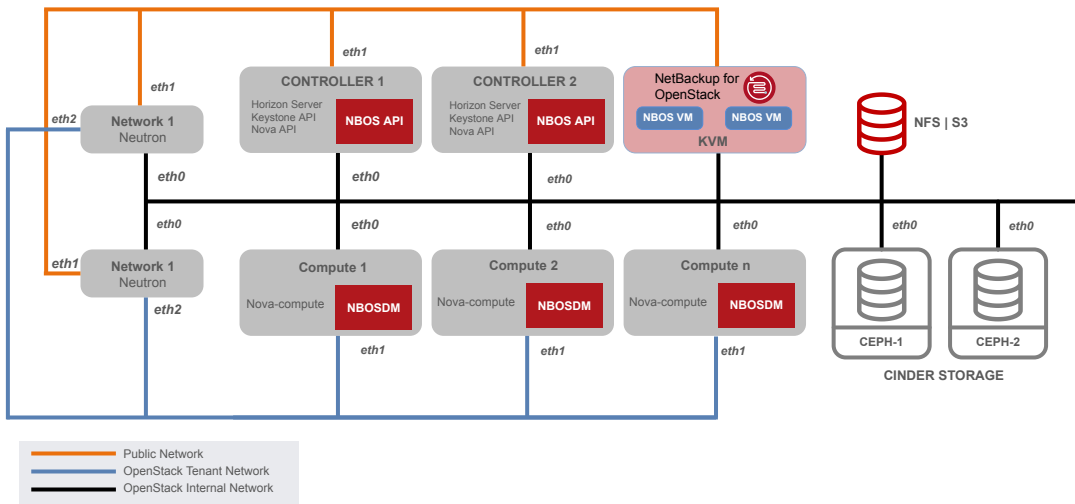 eth1
eth1
eth1
eth2
Network 1
Neutron
CONTROLLER 1
Horizon Server
Keystone API
Nova API
NBOS API
CONTROLLER 2
Horizon Server
Keystone API
Nova API
NBOS API
NetBackup for
OpenStack
NBOS VM
NBOS VM
KVM
NFS | S3
eth0
eth0
eth0
eth0
eth0
eth0
eth0
eth0
eth0
eth1
Network 1
Neutron
eth2
Compute 1
Nova-compute
NBOSDM
Compute 2
Nova-compute
NBOSDM
Compute n
Nova-compute
NBOSDM
CEPH-1
CEPH-2
eth1
eth1
eth1
CINDER STORAGE
Public Network
OpenStack Tenant Network
OpenStack Internal Network